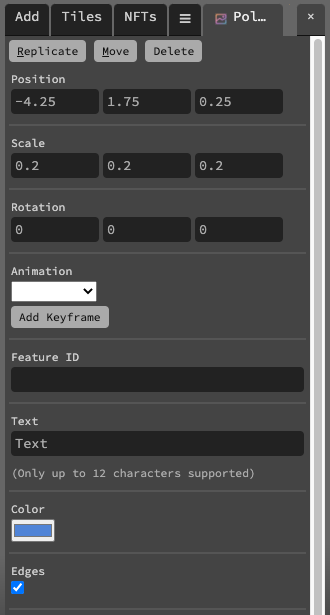 Add Tiles NFTs ☰ Pol… ×
Replicate Move Delete
Position
-4.25 1.75 0.25
Scale
0.2 0.2 0.2
Rotation
0 0 0
Animation
Add Keyframe
Feature ID
Text
Text
(Only up to 12 characters supported)
Color
Edges